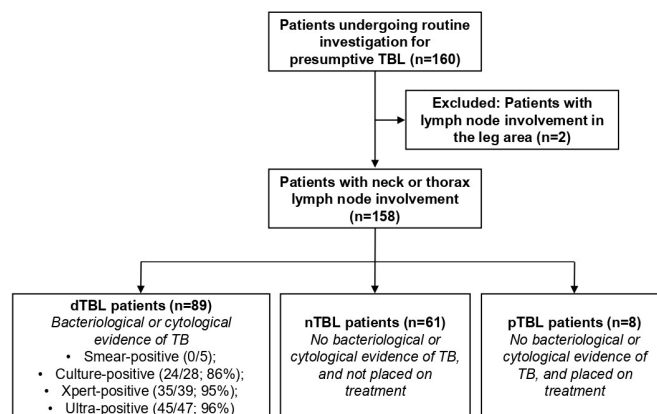 Patients undergoing routine
investigation for
presumptive TBL (n=160)
Excluded: Patients with
lymph node involvement in
the leg area (n=2)
Patients with neck or thorax
lymph node involvement
(n=158)
dTBL patients (n=89)
Bacteriological or cytological
evidence of TB
• Smear-positive (0/5);
• Culture-positive (24/28; 86%);
• Xpert-positive (35/39; 95%);
• Ultra-positive (45/47; 96%)
nTBL patients (n=61)
No bacteriological or
cytological evidence of TB,
and not placed on
treatment
pTBL patients (n=8)
No bacteriological or
cytological evidence of
TB, and placed on
treatment